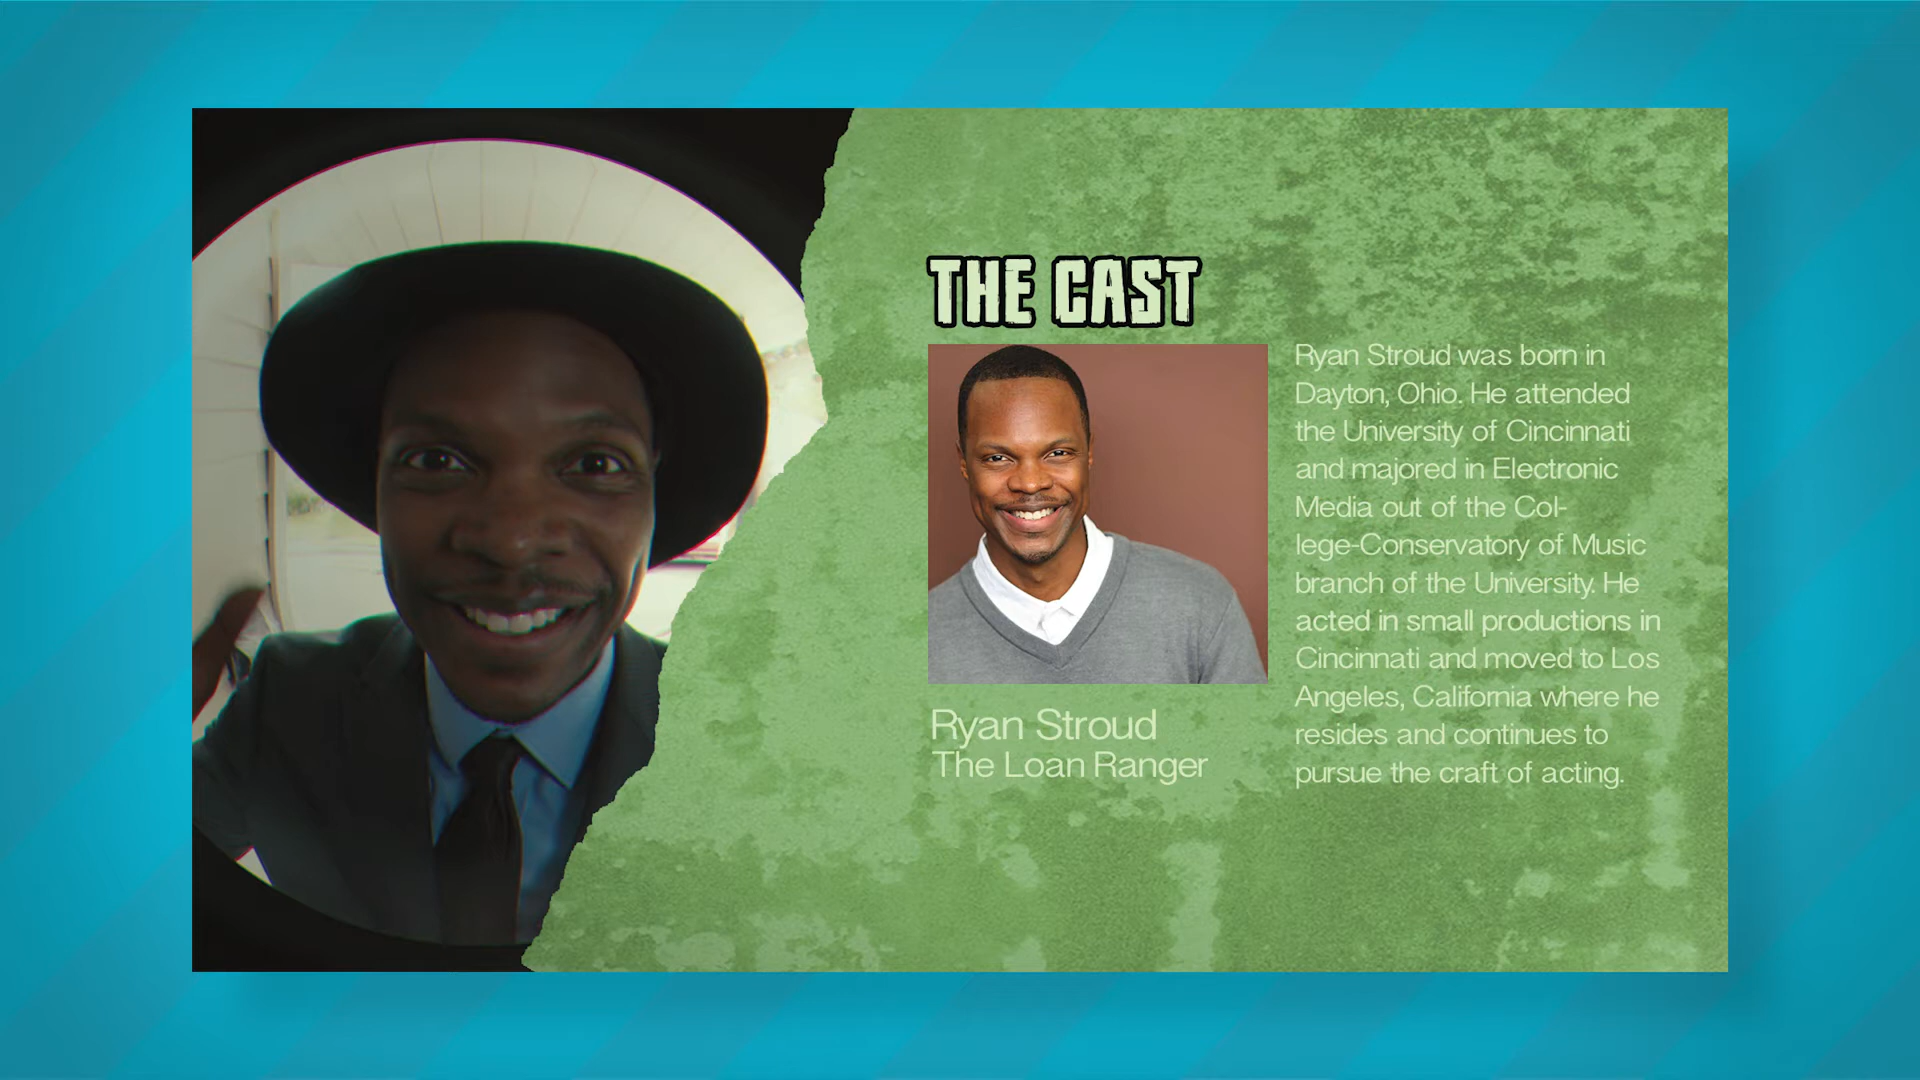 THE CAST
Ryan Stroud was born in
Dayton, Ohio. He attended
the University of Cincinnati
and majored in Electronic
Media out of the Col-
lege-Conservatory of Music
branch of the University. He
acted in small productions in
Cincinnati and moved to Los
Angeles, California where he
resides and continues to
pursue the craft of acting.
Ryan Stroud
The Loan Ranger